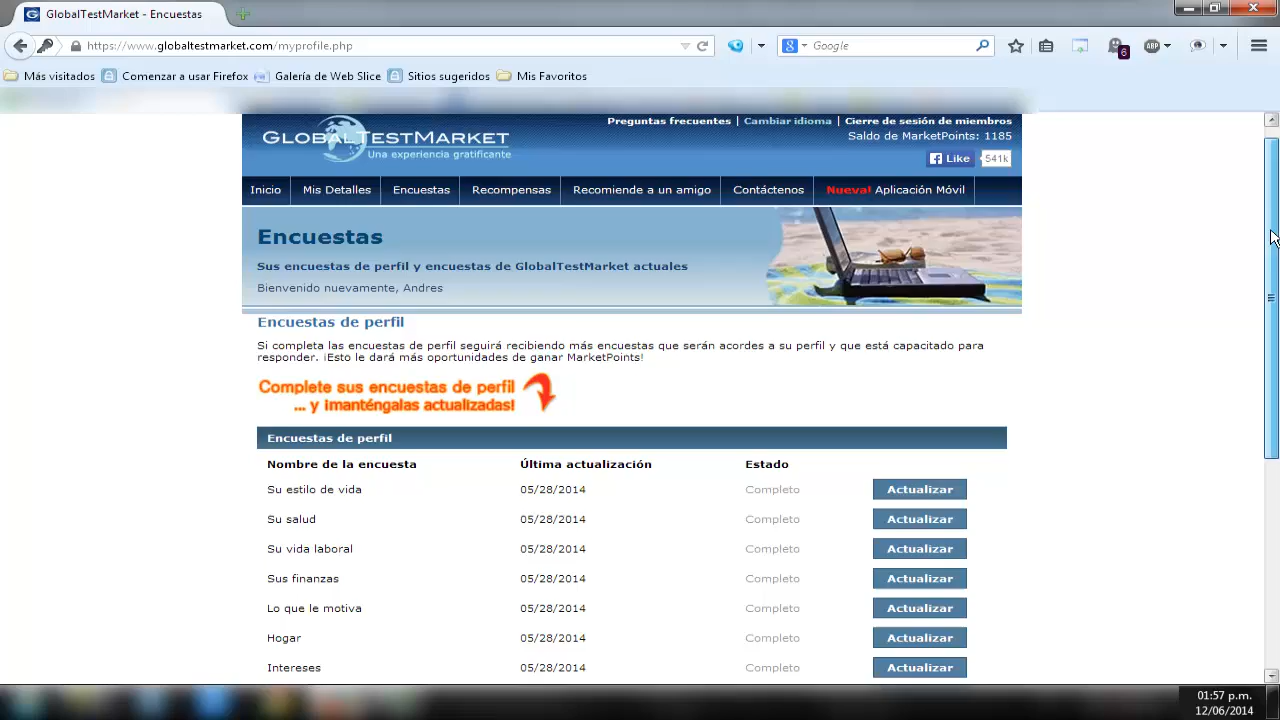 GlobalTestMarket - Encuestas
https://www.globaltestmarket.com/myprofile.php
Google
6
ABP
Más visitados Comenzar a usar Firefox Galería de Web Slice Sitios sugeridos Mis Favoritos
GLOBALTESTMARKET
Una experiencia gratificante
Preguntas frecuentes | Cambiar idioma | Cierre de sesión de miembros
Saldo de MarketPoints: 1185
Like 541k
Inicio Mis Detalles Encuestas Recompensas Recomiende a un amigo Contáctenos Nueva! Aplicación Móvil
Encuestas
Sus encuestas de perfil y encuestas de GlobalTestMarket actuales
Bienvenido nuevamente, Andres
Encuestas de perfil
Si completa las encuestas de perfil seguirá recibiendo más encuestas que serán acordes a su perfil y que está capacitado para
responder. ¡Esto le dará más oportunidades de ganar MarketPoints!
Complete sus encuestas de perfil
... y ¡manténgalas actualizadas!
Encuestas de perfil
Nombre de la encuesta Última actualización Estado
Su estilo de vida 05/28/2014 Completo Actualizar
Su salud 05/28/2014 Completo Actualizar
Su vida laboral 05/28/2014 Completo Actualizar
Sus finanzas 05/28/2014 Completo Actualizar
Lo que le motiva 05/28/2014 Completo Actualizar
Hogar 05/28/2014 Completo Actualizar
Intereses 05/28/2014 Completo Actualizar
01:57 p.m.
12/06/2014